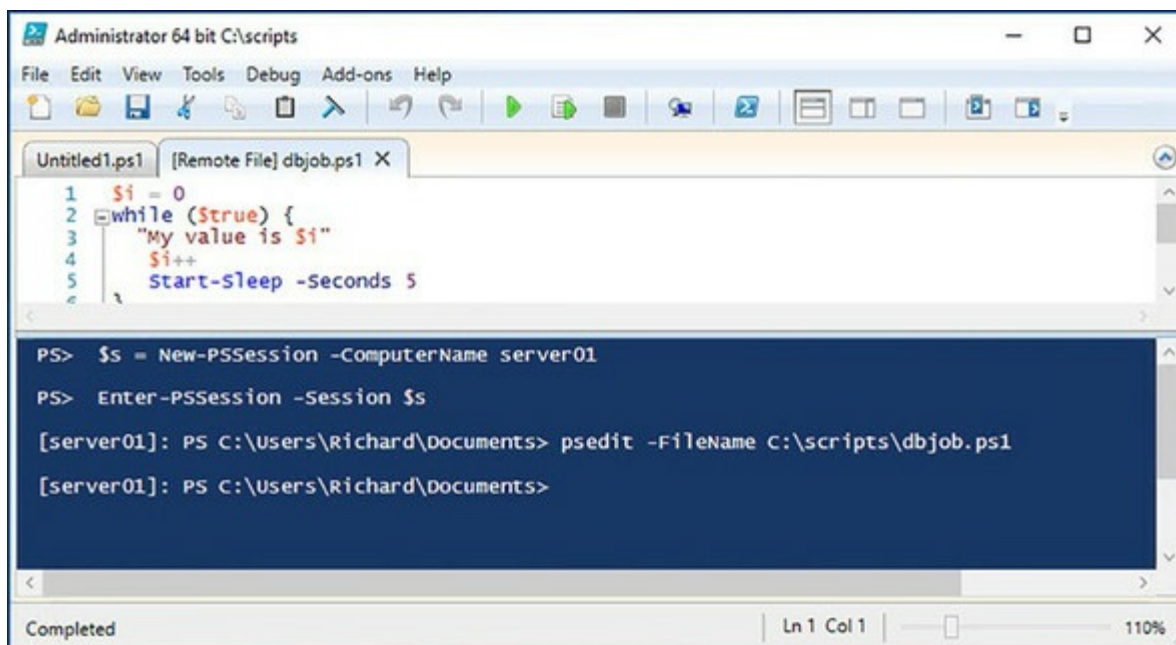 Administrator 64 bit C:\scripts
File Edit View Tools Debug Add-ons Help
Untitled1.ps1 [Remote File] dbjob.ps1
1 $i = 0
2 while ($true) {
3 "My value is $i"
4 $i++
5 Start-Sleep -Seconds 5
6 }
PS> $s = New-PSSession -ComputerName server01
PS> Enter-PSSession -Session $s
[server01]: PS C:\Users\Richard\Documents> psedit -FileName C:\scripts\dbjob.ps1
[server01]: PS C:\Users\Richard\Documents>
Completed Ln 1 Col 1 110%